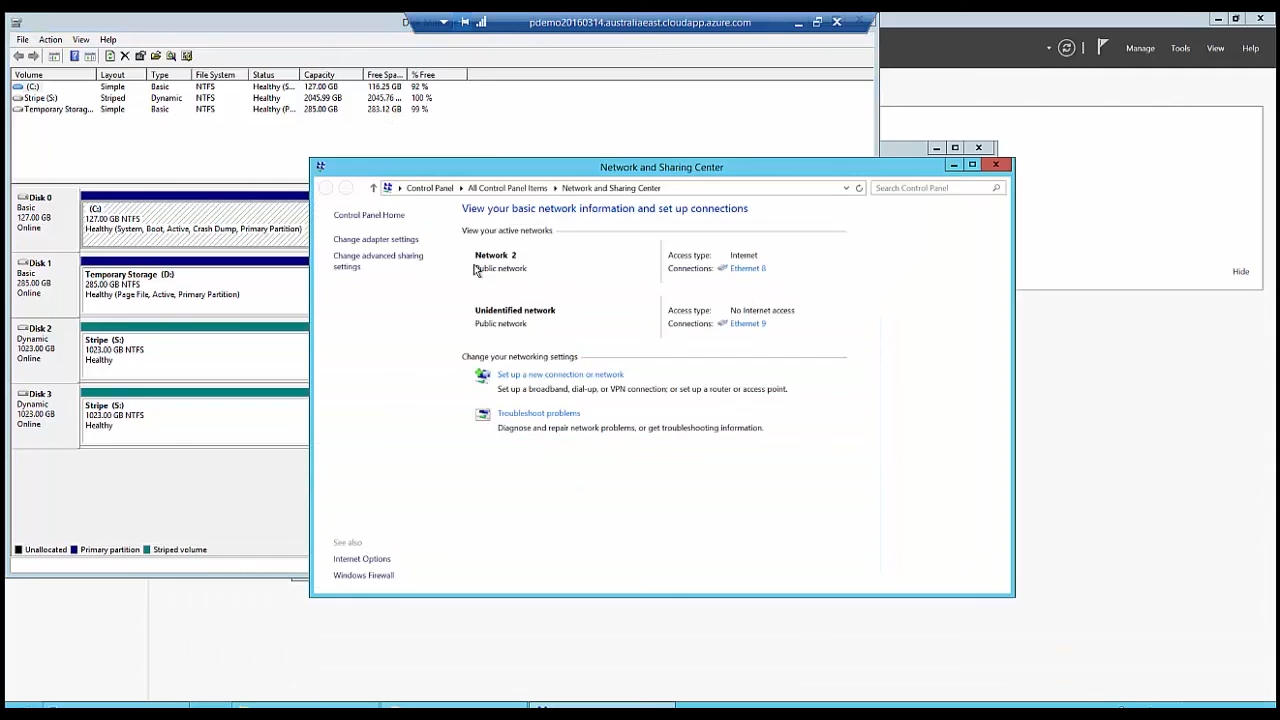 pdemo20160314.australiaeast.cloudapp.azure.com
File Action View Help
Manage Tools View Help
Volume Layout Type File System Status Capacity Free Spa... % Free
(C:) Simple Basic NTFS Healthy (S... 127.00 GB 116.25 GB 92 %
Stripe (S:) Striped Dynamic NTFS Healthy 2045.99 GB 2045.76 ... 100 %
Temporary Storag... Simple Basic NTFS Healthy (P... 285.00 GB 283.12 GB 99 %
Disk 0
Basic
127.00 GB
Online
(C:)
127.00 GB NTFS
Healthy (System, Boot, Active, Crash Dump, Primary Partition)
Disk 1
Basic
285.00 GB
Online
Temporary Storage (D:)
285.00 GB NTFS
Healthy (Page File, Active, Primary Partition)
Disk 2
Dynamic
1023.00 GB
Online
Stripe (S:)
1023.00 GB NTFS
Healthy
Disk 3
Dynamic
1023.00 GB
Online
Stripe (S:)
1023.00 GB NTFS
Healthy
Unallocated Primary partition Striped volume
Network and Sharing Center
Control Panel All Control Panel Items Network and Sharing Center Search Control Panel
Control Panel Home
Change adapter settings
Change advanced sharing
settings
View your basic network information and set up connections
View your active networks
Network 2 Access type: Internet
Public network Connections: Ethernet 8
Unidentified network Access type: No Internet access
Public network Connections: Ethernet 9
Change your networking settings
Set up a new connection or network
Set up a broadband, dial-up, or VPN connection; or set up a router or access point.
Troubleshoot problems
Diagnose and repair network problems, or get troubleshooting information.
See also
Internet Options
Windows Firewall
Hide